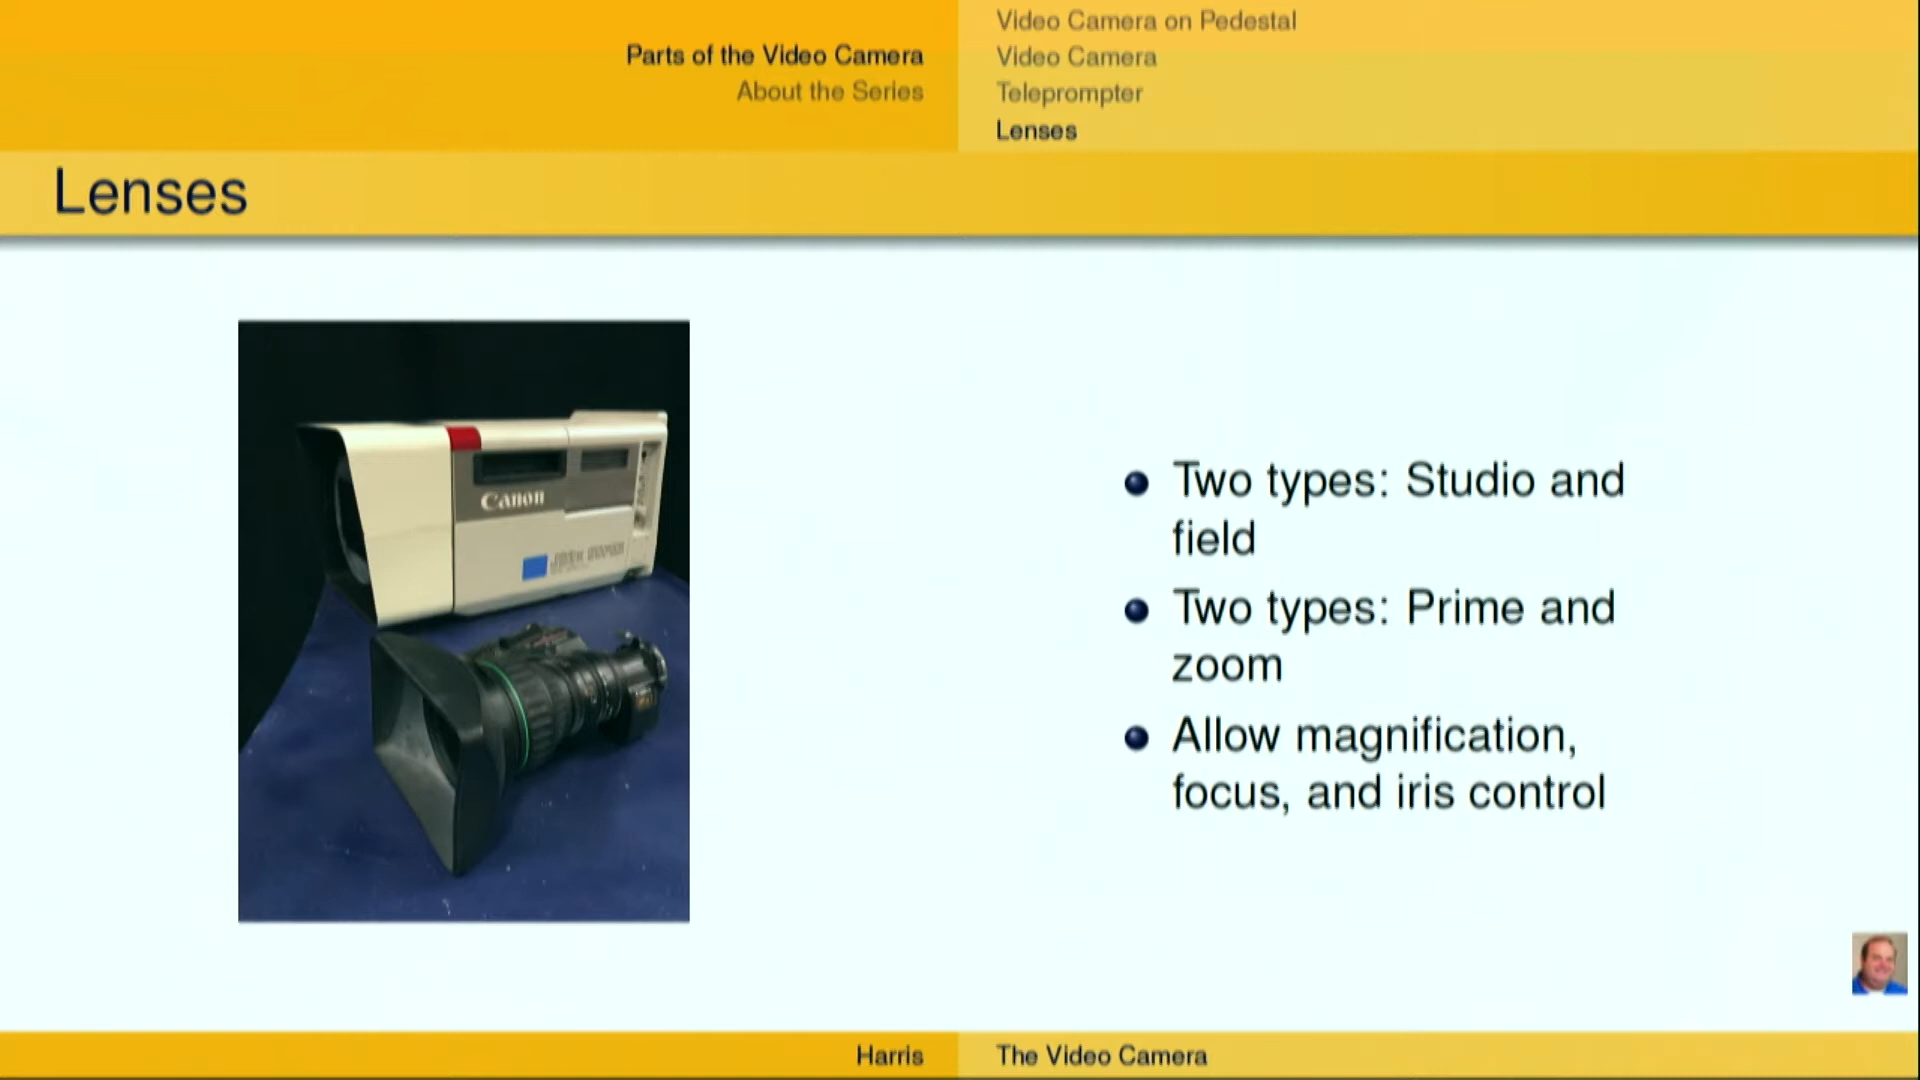 Parts of the Video Camera
About the Series
Video Camera on Pedestal
Video Camera
Teleprompter
Lenses
Lenses
Canon
Two types: Studio and
field
Two types: Prime and
zoom
Allow magnification,
focus, and iris control
Harris
The Video Camera